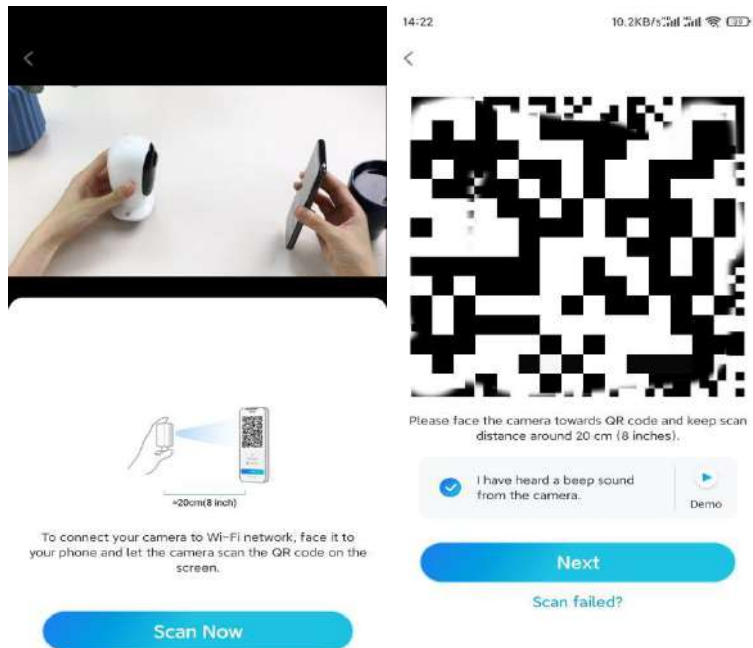 ≈20cm(8 inch)
To connect your camera to Wi-Fi network, face it to
your phone and let the camera scan the QR code on the
screen.
Scan Now
14:22
10.2KB/s
Please face the camera towards QR code and keep scan
distance around 20 cm (8 inches).
I have heard a beep sound
from the camera.
Demo
Next
Scan failed?